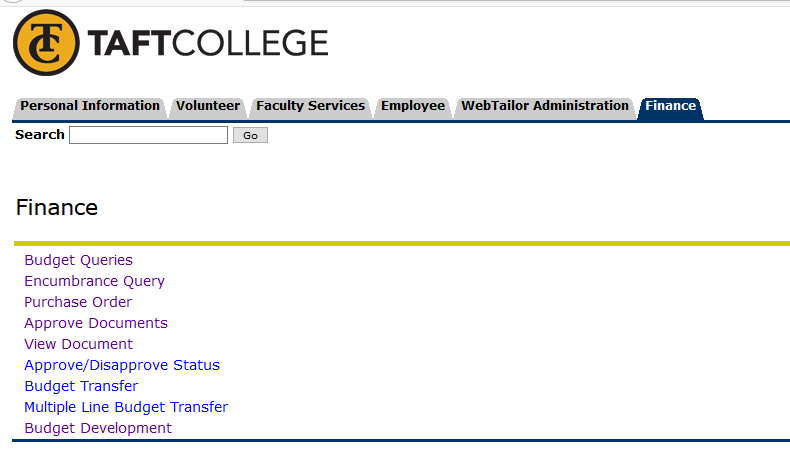 TC
TAFTCOLLEGE
Personal Information Volunteer Faculty Services Employee WebTailor Administration Finance
Search Go
Finance
Budget Queries
Encumbrance Query
Purchase Order
Approve Documents
View Document
Approve/Disapprove Status
Budget Transfer
Multiple Line Budget Transfer
Budget Development